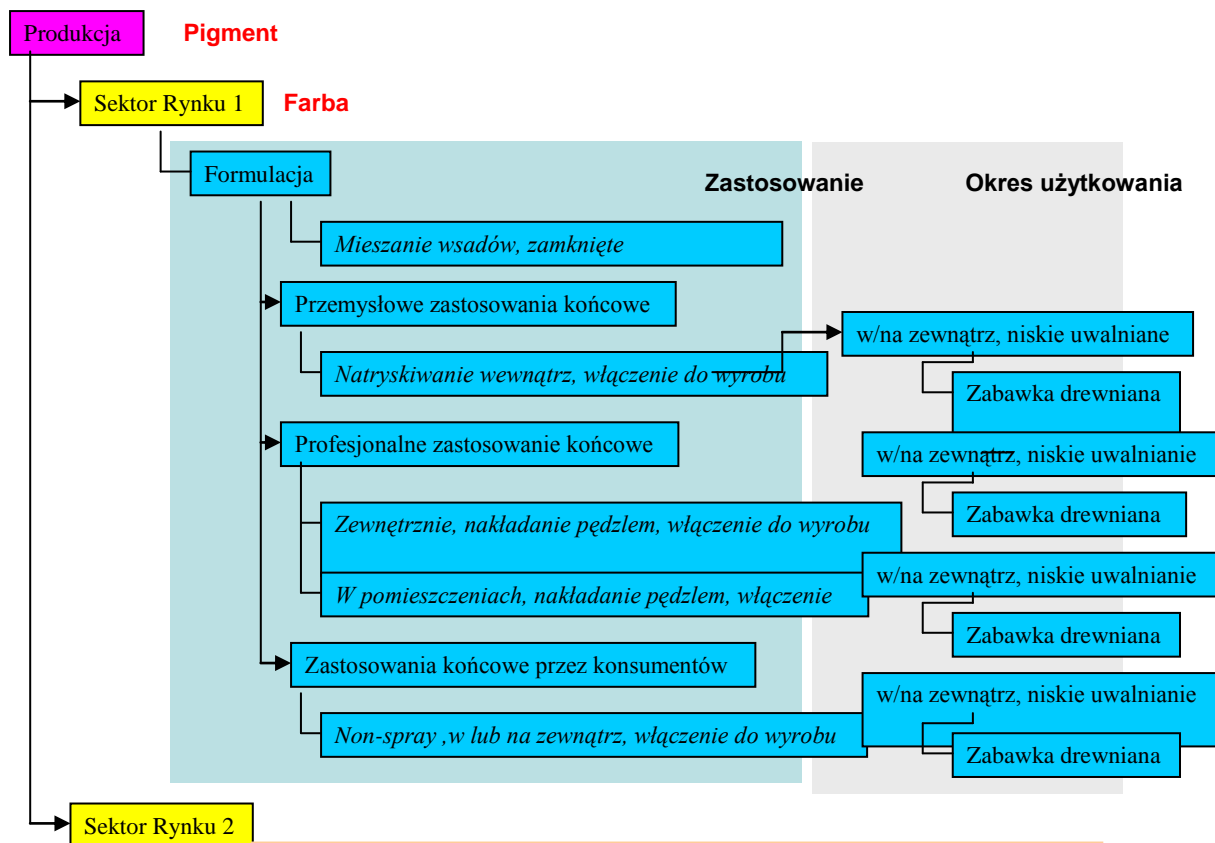 Produkcja
Pigment
Sektor Rynku 1
Farba
Formulacja
Zastosowanie
Okres użytkowania
Mieszanie wsadów, zamknięte
Przemysłowe zastosowania końcowe
w/na zewnątrz, niskie uwalniane
Natryskiwanie wewnątrz, włączenie do wyrobu
Zabawka drewniana
Profesjonalne zastosowanie końcowe
w/na zewnątrz, niskie uwalnianie
Zabawka drewniana
Zewnętrznie, nakładanie pędzlem, włączenie do wyrobu
w/na zewnątrz, niskie uwalnianie
W pomieszczeniach, nakładanie pędzlem, włączenie
Zabawka drewniana
Zastosowania końcowe przez konsumentów
w/na zewnątrz, niskie uwalnianie
Non-spray ,w lub na zewnątrz, włączenie do wyrobu
Zabawka drewniana
Sektor Rynku 2